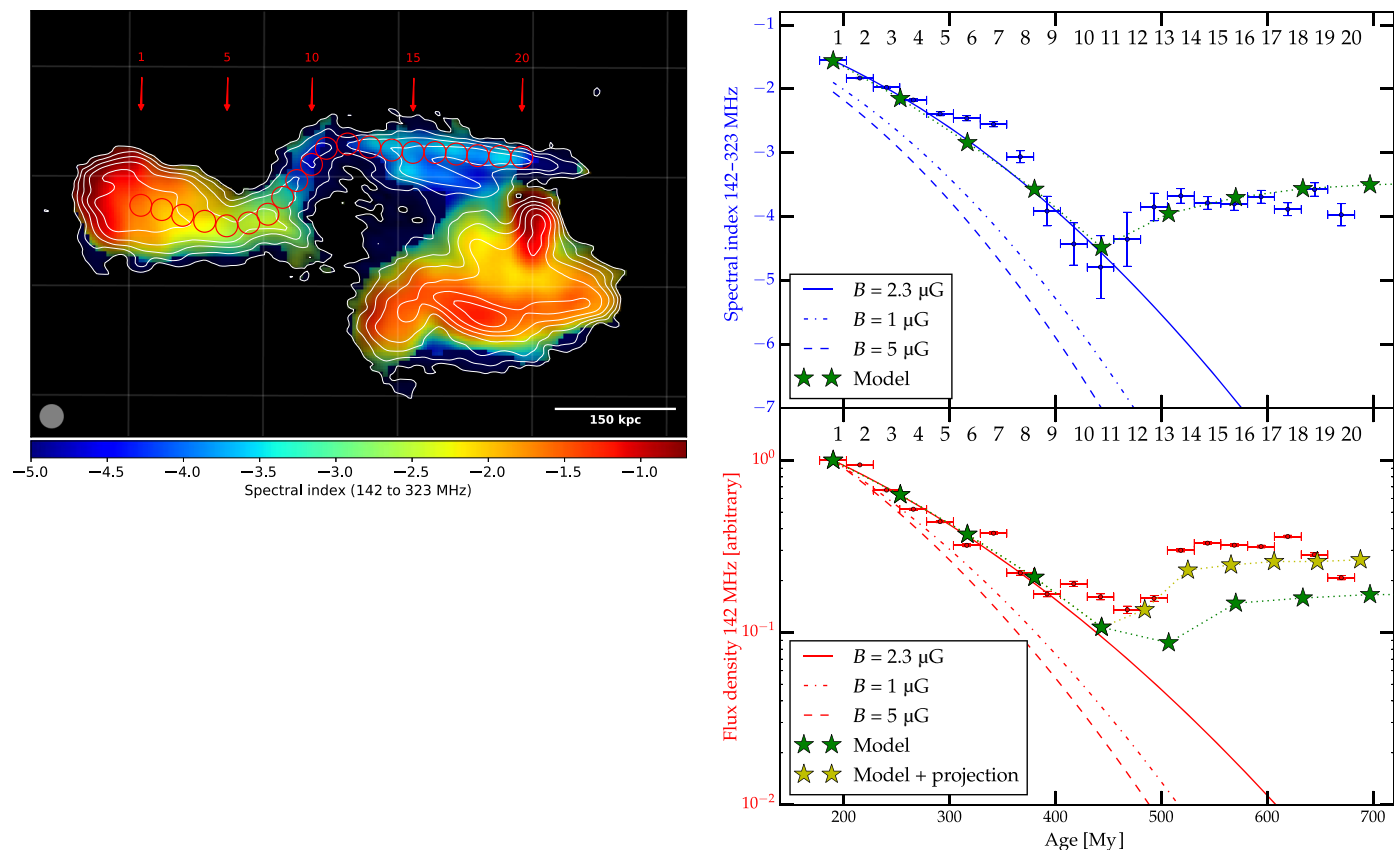 1 5 10 15 20
150 kpc
−5.0 −4.5 −4.0 −3.5 −3.0 −2.5 −2.0 −1.5 −1.0
Spectral index (142 to 323 MHz)
1 2 3 4 5 6 7 8 9 10 11 12 13 14 15 16 17 18 19 20
−1
−2
−3
−4
−5
−6
−7
Spectral index 142–323 MHz
B = 2.3 μG
B = 1 μG
B = 5 μG
Model
1 2 3 4 5 6 7 8 9 10 11 12 13 14 15 16 17 18 19 20
10^0
10^−1
10^−2
Flux density 142 MHz [arbitrary]
B = 2.3 μG
B = 1 μG
B = 5 μG
Model
Model + projection
200 300 400 500 600 700
Age [My]